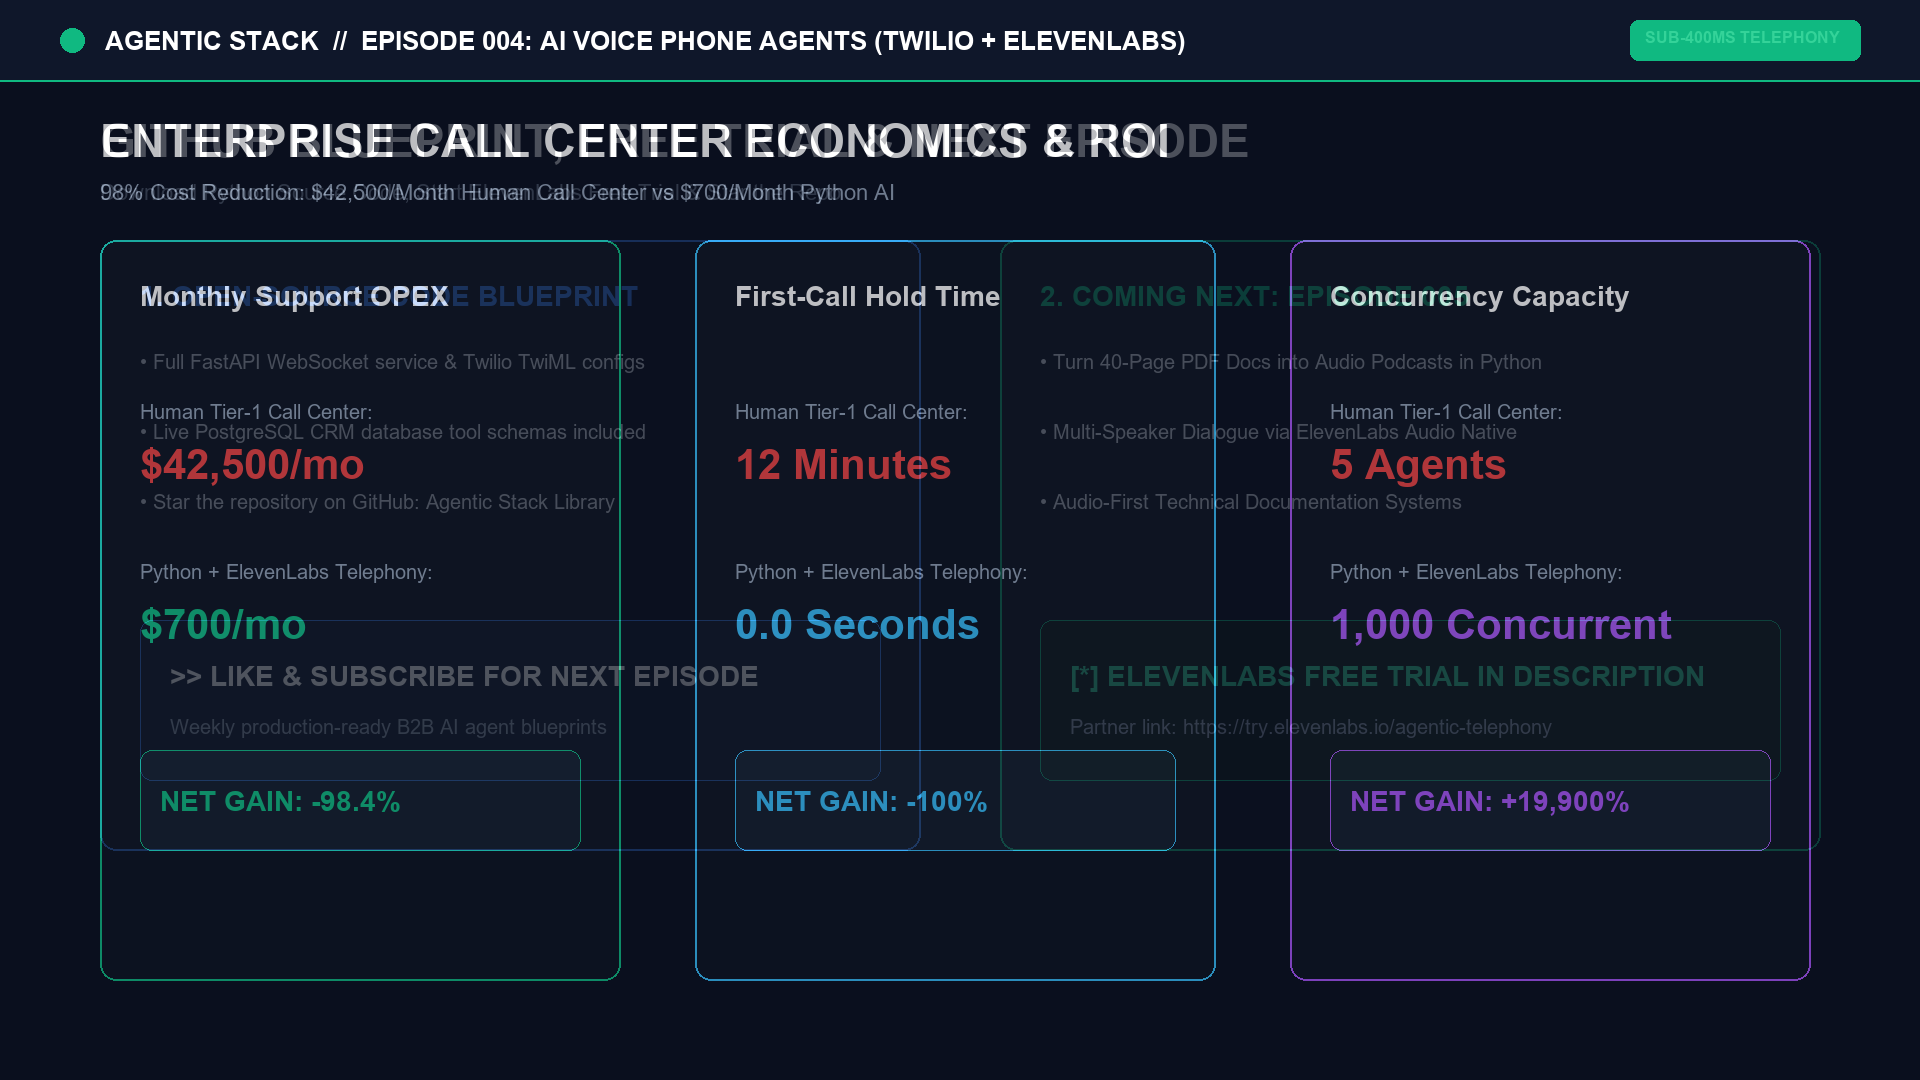 AGENTIC STACK // EPISODE 004: AI VOICE PHONE AGENTS (TWILIO + ELEVENLABS)
SUB-400MS TELEPHONY
ENTERPRISE CALL CENTER ECONOMICS & ROI
98% Cost Reduction: $42,500/Month Human Call Center vs $700/Month Python AI
Monthly Support OPEX
First-Call Hold Time
Concurrency Capacity
CODE BLUEPRINT
2. COMING NEXT: EPISODE
• Full FastAPI WebSocket service & Twilio TwiML configs
• Turn 40-Page PDF Docs into Audio Podcasts in Python
Human Tier-1 Call Center:
Human Tier-1 Call Center:
Human Tier-1 Call Center:
• Live PostgreSQL CRM database tool schemas included
• Multi-Speaker Dialogue via ElevenLabs Audio Native
$42,500/mo
12 Minutes
5 Agents
• Star the repository on GitHub: Agentic Stack Library
• Audio-First Technical Documentation Systems
Python + ElevenLabs Telephony:
Python + ElevenLabs Telephony:
Python + ElevenLabs Telephony:
$700/mo
0.0 Seconds
1,000 Concurrent
>> LIKE & SUBSCRIBE FOR NEXT EPISODE
[*] ELEVENLABS FREE TRIAL IN DESCRIPTION
Weekly production-ready B2B AI agent blueprints
Partner link: https://try.elevenlabs.io/agentic-telephony
NET GAIN: -98.4%
NET GAIN: -100%
NET GAIN: +19,900%